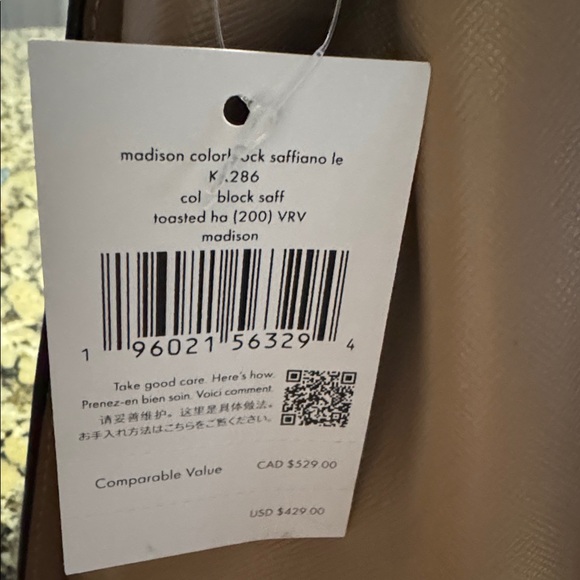 madison colorblock saffiano le
K .286
col block saff
toasted ha (200) VRV
madison
1 96021 56329 4
Take good care. Here's how.
Prenez-en bien soin. Voici comment.
请妥善维护。这里是具体做法。
お手入れ方法はこちらをご覧ください。
Comparable Value CAD $529.00
USD $429.00